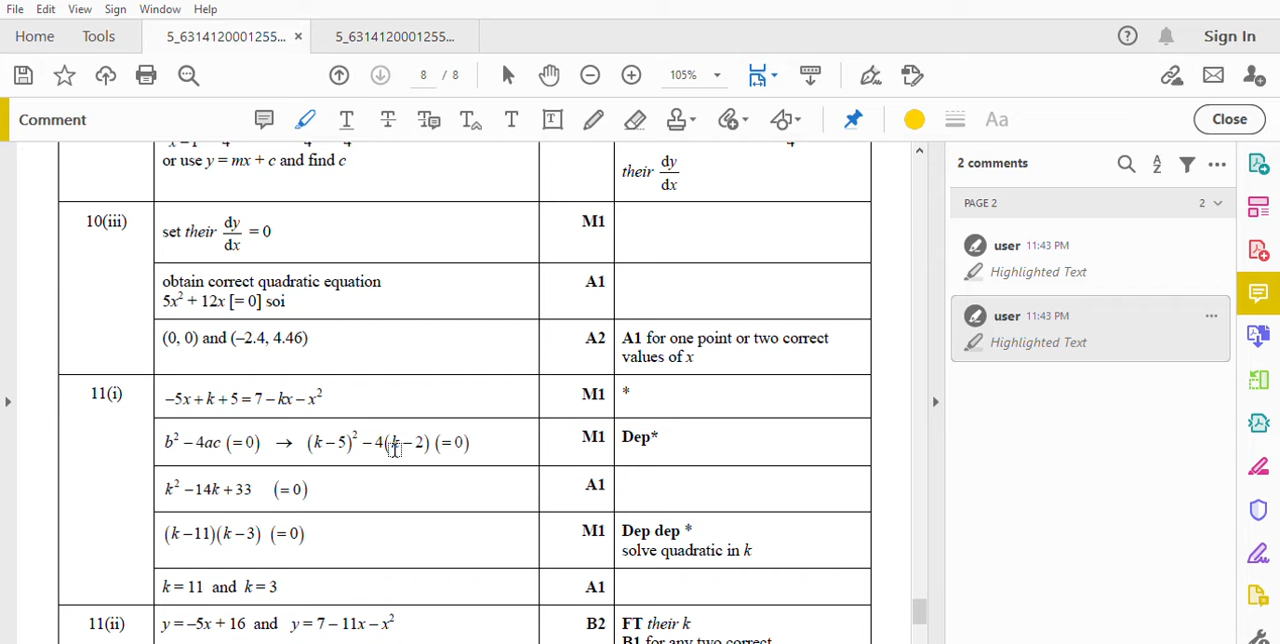 File Edit View Sign Window Help
Home Tools 5_6314120001255... × 5_6314120001255... Sign In
8 / 8 105%
Comment Aa Close
or use y = mx + c and find c
4
their dy/dx
10(iii) set their dy/dx = 0 M1
obtain correct quadratic equation A1
5x² + 12x [= 0] soi
(0, 0) and (–2.4, 4.46) A2 A1 for one point or two correct
values of x
11(i) −5x + k + 5 = 7 − kx − x² M1 *
b² − 4ac (= 0) → (k − 5)² − 4(k − 2) (= 0) M1 Dep*
k² − 14k + 33 (= 0) A1
(k − 11)(k − 3) (= 0) M1 Dep dep *
solve quadratic in k
k = 11 and k = 3 A1
11(ii) y = −5x + 16 and y = 7 − 11x − x² B2 FT their k
B1 for any two correct
2 comments
PAGE 2 2
user 11:43 PM
Highlighted Text
user 11:43 PM
Highlighted Text